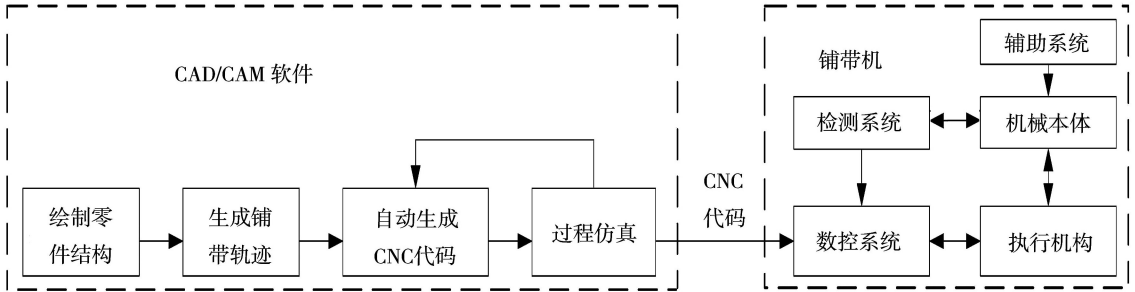 CAD/CAM 软件
绘制零
件结构
生成铺
带轨迹
自动生成
CNC代码
过程仿真
CNC
代码
铺带机
辅助系统
检测系统
机械本体
数控系统
执行机构